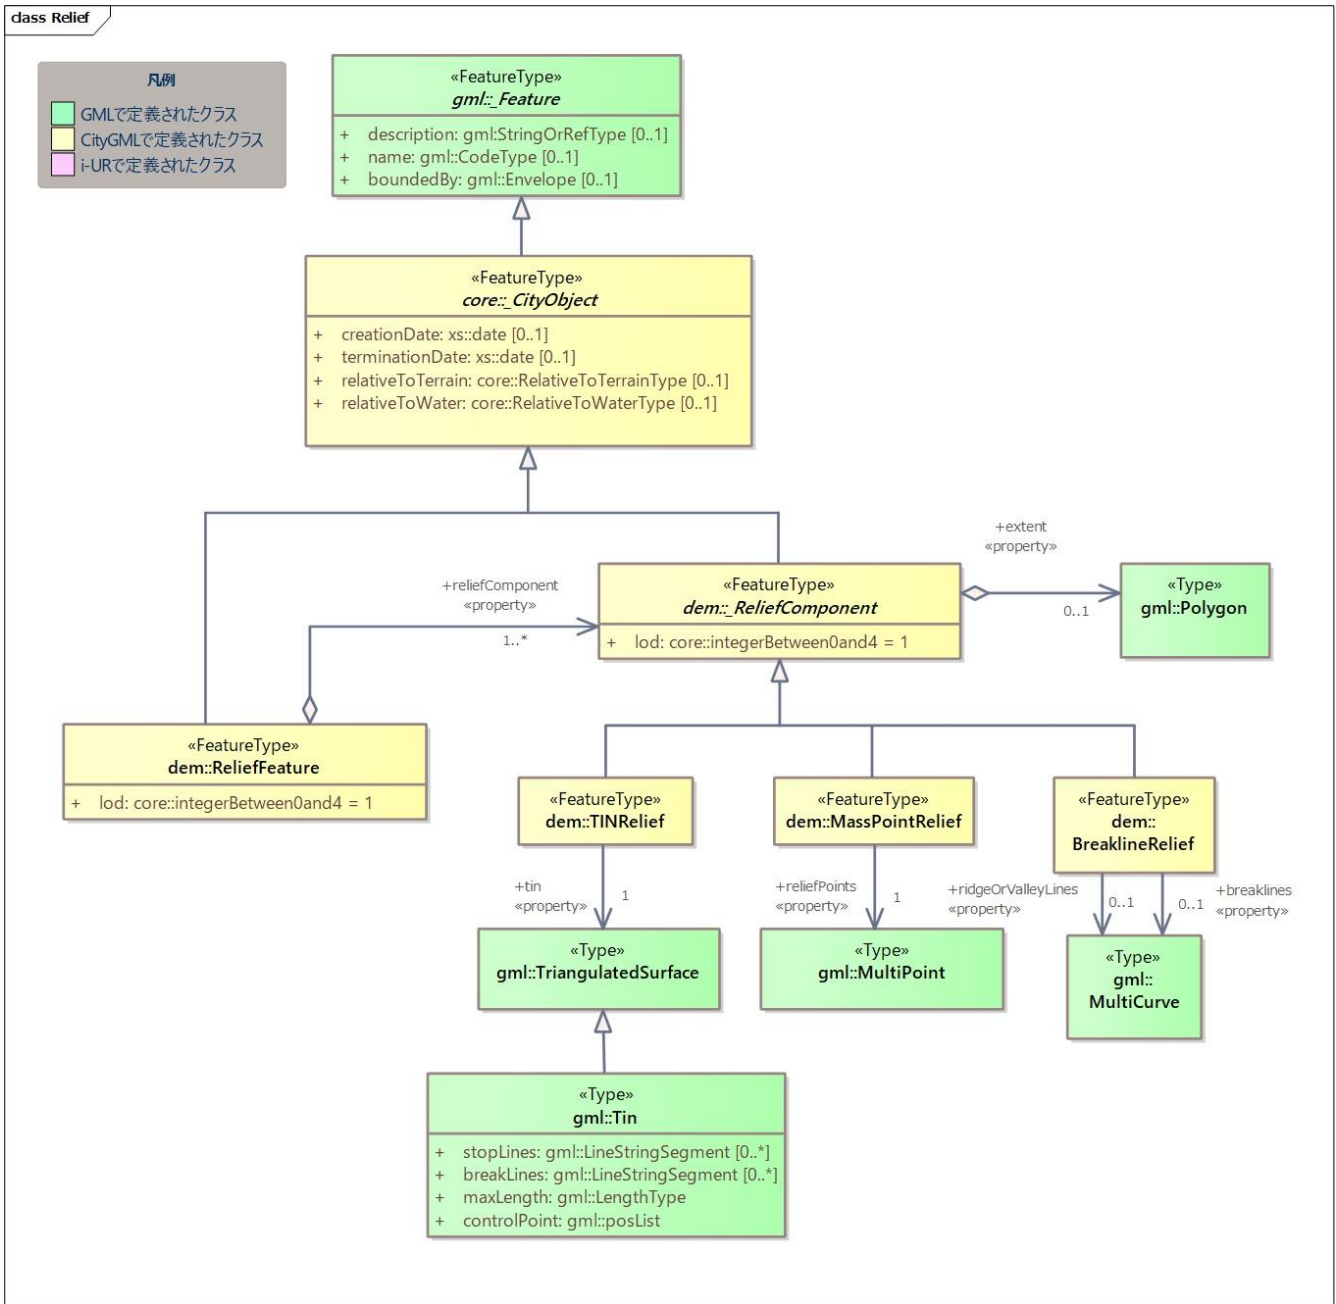 class Relief
凡例
GMLで定義されたクラス
CityGMLで定義されたクラス
i-URで定義されたクラス
«FeatureType»
gml::_Feature
+ description: gml:StringOrRefType [0..1]
+ name: gml::CodeType [0..1]
+ boundedBy: gml::Envelope [0..1]
«FeatureType»
core::_CityObject
+ creationDate: xs::date [0..1]
+ terminationDate: xs::date [0..1]
+ relativeToTerrain: core::RelativeToTerrainType [0..1]
+ relativeToWater: core::RelativeToWaterType [0..1]
+extent
«property»
0..1
«Type»
gml::Polygon
+reliefComponent
«property»
1..*
«FeatureType»
dem::_ReliefComponent
+ lod: core::integerBetween0and4 = 1
«FeatureType»
dem::ReliefFeature
+ lod: core::integerBetween0and4 = 1
«FeatureType»
dem::TINRelief
«FeatureType»
dem::MassPointRelief
«FeatureType»
dem::
BreaklineRelief
+tin
«property»
1
+reliefPoints
«property»
1
+ridgeOrValleyLines
«property»
0..1
0..1
+breaklines
«property»
«Type»
gml::TriangulatedSurface
«Type»
gml::MultiPoint
«Type»
gml::
MultiCurve
«Type»
gml::Tin
+ stopLines: gml::LineStringSegment [0..*]
+ breakLines: gml::LineStringSegment [0..*]
+ maxLength: gml::LengthType
+ controlPoint: gml::posList